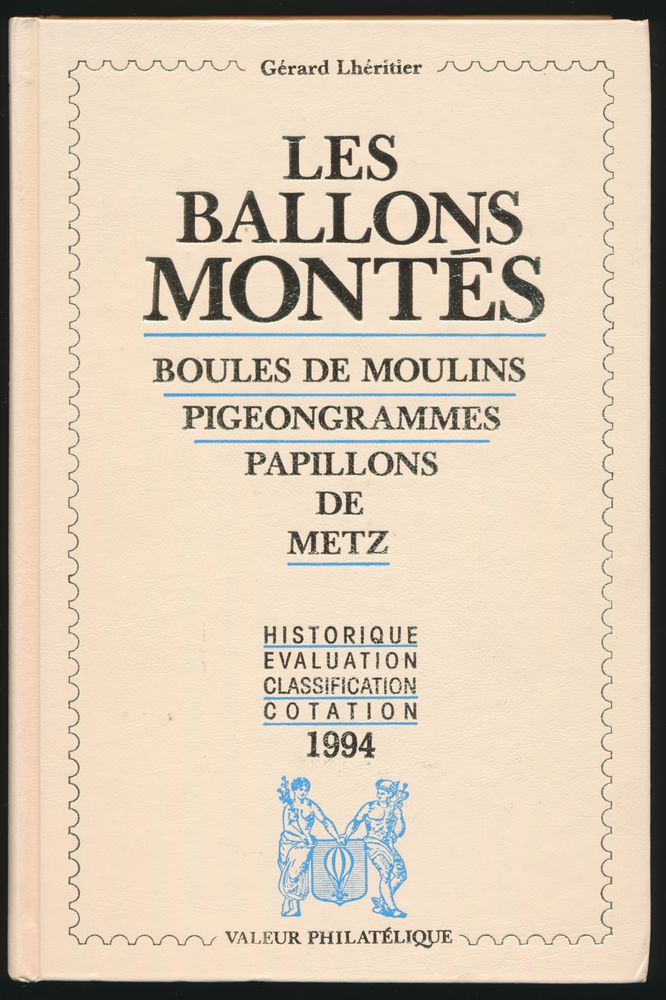 Gérard Lhéritier
LES
BALLONS
MONTÉS
BOULES DE MOULINS
PIGEONGRAMMES
PAPILLONS
DE
METZ
HISTORIQUE
EVALUATION
CLASSIFICATION
COTATION
1994
VALEUR PHILATÉLIQUE